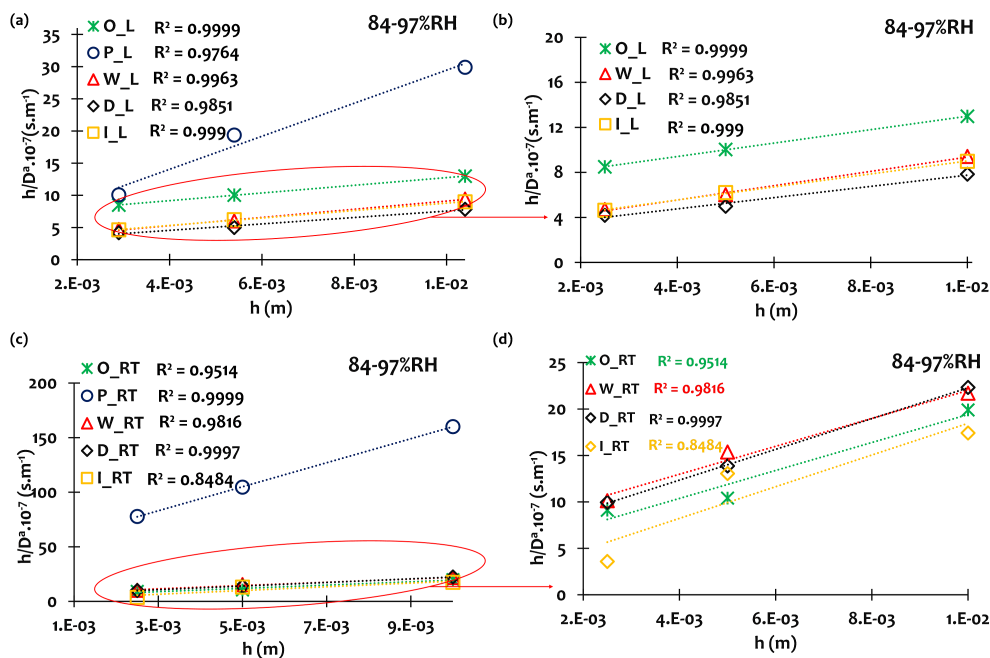 (a)
84-97%RH
h/Dᵃ.10⁻⁷(s.m⁻¹)
35
30
25
20
15
10
5
0
O_L R² = 0.9999
P_L R² = 0.9764
W_L R² = 0.9963
D_L R² = 0.9851
I_L R² = 0.999
2.E-03 4.E-03 6.E-03 8.E-03 1.E-02
h (m)
(b)
84-97%RH
h/Dᵃ.10⁻⁷ (s.m⁻¹)
20
16
12
8
4
0
O_L R² = 0.9999
W_L R² = 0.9963
D_L R² = 0.9851
I_L R² = 0.999
2.E-03 4.E-03 6.E-03 8.E-03 1.E-02
h (m)
(c)
84-97%RH
h/Dᵃ.10⁻⁷ (s.m⁻¹)
200
150
100
50
0
O_RT R² = 0.9514
P_RT R² = 0.9999
W_RT R² = 0.9816
D_RT R² = 0.9997
I_RT R² = 0.8484
1.E-03 3.E-03 5.E-03 7.E-03 9.E-03
h (m)
(d)
84-97%RH
h/Dᵃ.10⁻⁷ (s.m⁻¹)
25
20
15
10
5
0
O_RT R² = 0.9514
W_RT R² = 0.9816
D_RT R² = 0.9997
I_RT R² = 0.8484
2.E-03 4.E-03 6.E-03 8.E-03 1.E-02
h (m)